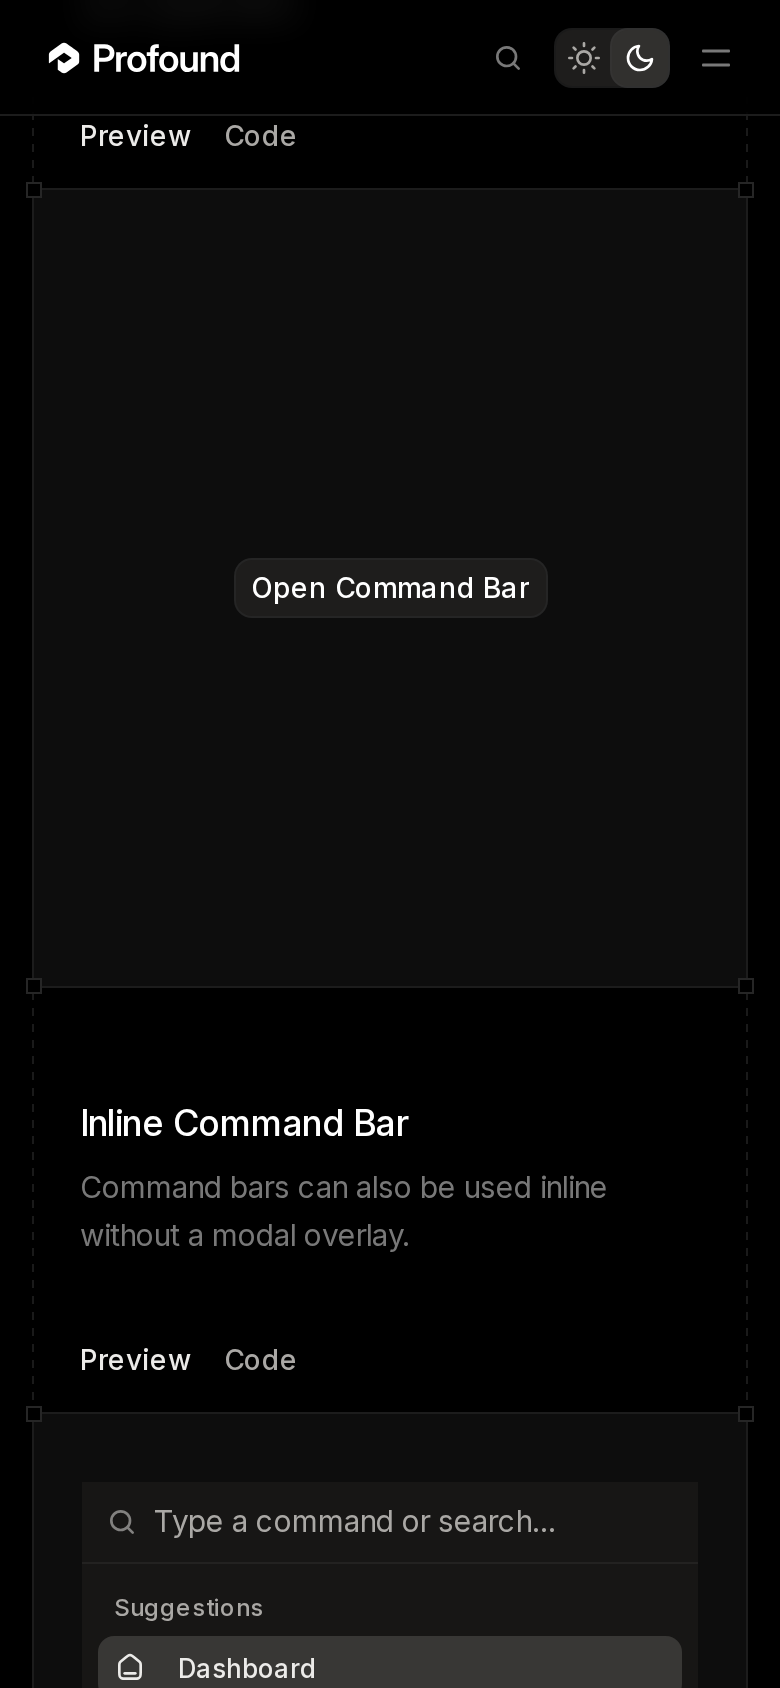 Profound
Preview Code
Open Command Bar
Inline Command Bar
Command bars can also be used inline
without a modal overlay.
Preview Code
Type a command or search...
Suggestions
Dashboard